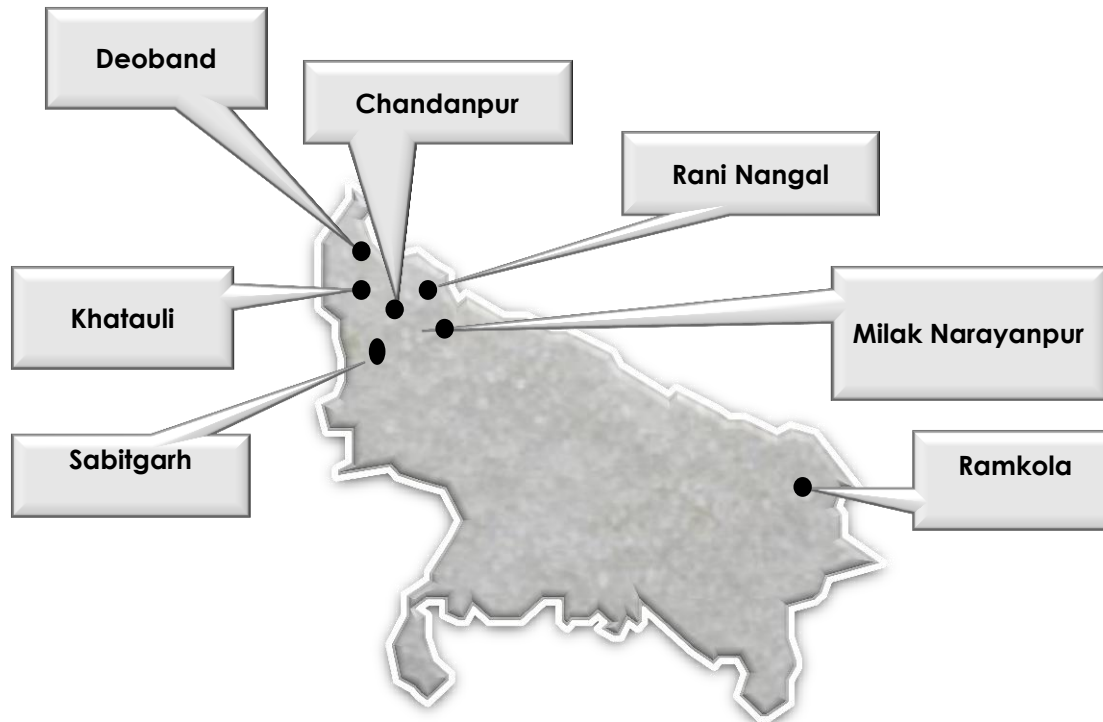 Deoband
Chandanpur
Rani Nangal
Khatauli
Milak Narayanpur
Sabitgarh
Ramkola